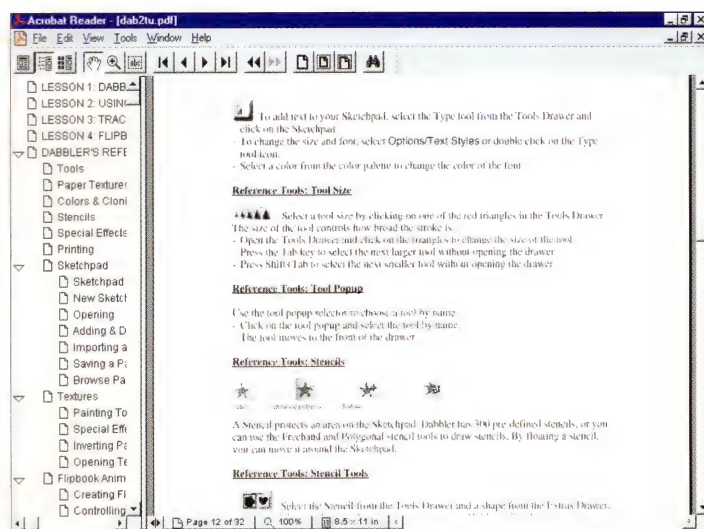 Acrobat Reader - [dab2tu.pdf]
File Edit View Tools Window Help
abc
LESSON 1: DABB
LESSON 2: USIN
LESSON 3: TRAC
LESSON 4: FLIPB
DABBLER'S REFE
Tools
Paper Textures
Colors & Cloni
Stencils
Special Effects
Printing
Sketchpad
Sketchpad
New Sketch
Opening
Adding & D
Importing a
Saving a Pa
Browse Pa
Textures
Painting To
Special Effe
Inverting Pa
Opening Te
Flipbook Anim
Creating Fl
Controlling
To add text to your Sketchpad, select the Type tool from the Tools Drawer and
click on the Sketchpad
- To change the size and font, select Options/Text Styles or double click on the Type
tool icon.
- Select a color from the color palette to change the color of the font
Reference Tools: Tool Size
Select a tool size by clicking on one of the red triangles in the Tools Drawer
The size of the tool controls how broad the stroke is
- Open the Tools Drawer and click on the triangles to change the size of the tool
Press the Tab key to select the next larger tool without opening the drawer
- Press Shift+Tab to select the next smaller tool without opening the drawer
Reference Tools: Tool Popup
Use the tool popup selector to choose a tool by name
- Click on the tool popup and select the tool by name.
The tool moves to the front of the drawer
Reference Tools: Stencils
A Stencil protects an area on the Sketchpad. Dabbler has 300 pre-defined stencils, or you
can use the Freehand and Polygonal stencil tools to draw stencils. By floating a stencil,
you can move it around the Sketchpad.
Reference Tools: Stencil Tools
Select the Stencil from the Tools Drawer and a shape from the Extras Drawer.
Page 12 of 32 100% 8.5 x 11 in